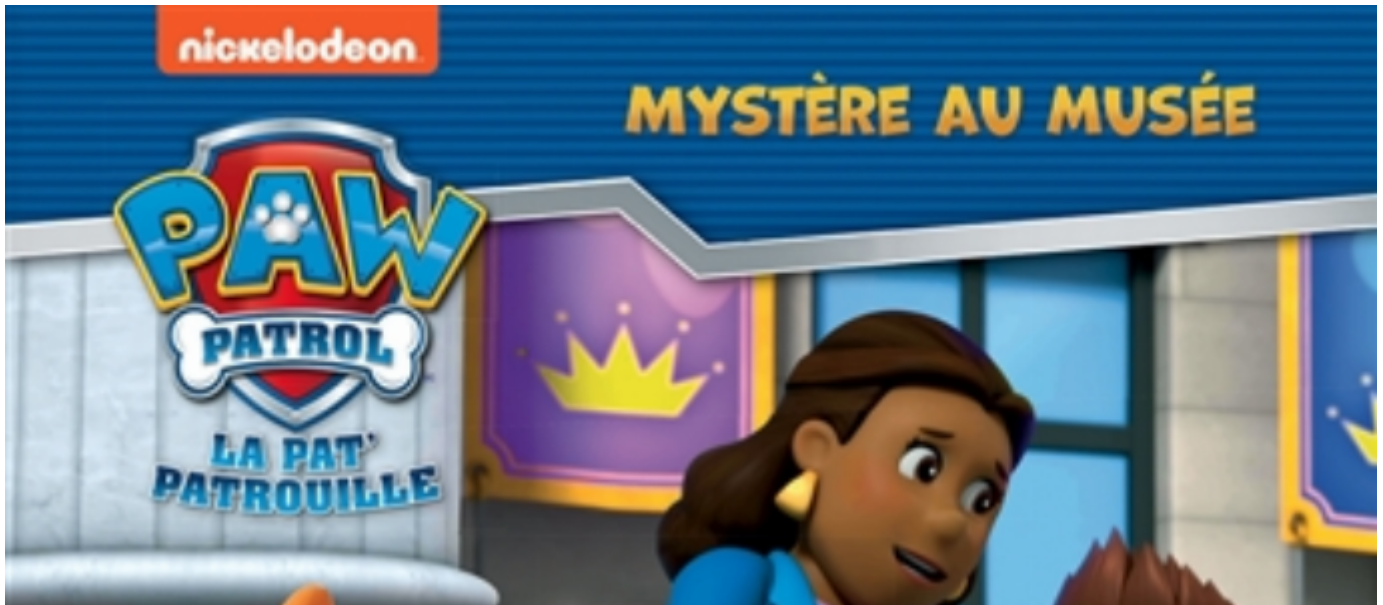 nickelodeon
MYSTÈRE AU MUSÉE
PAW
PATROL
LA PAT'
PATROUILLE